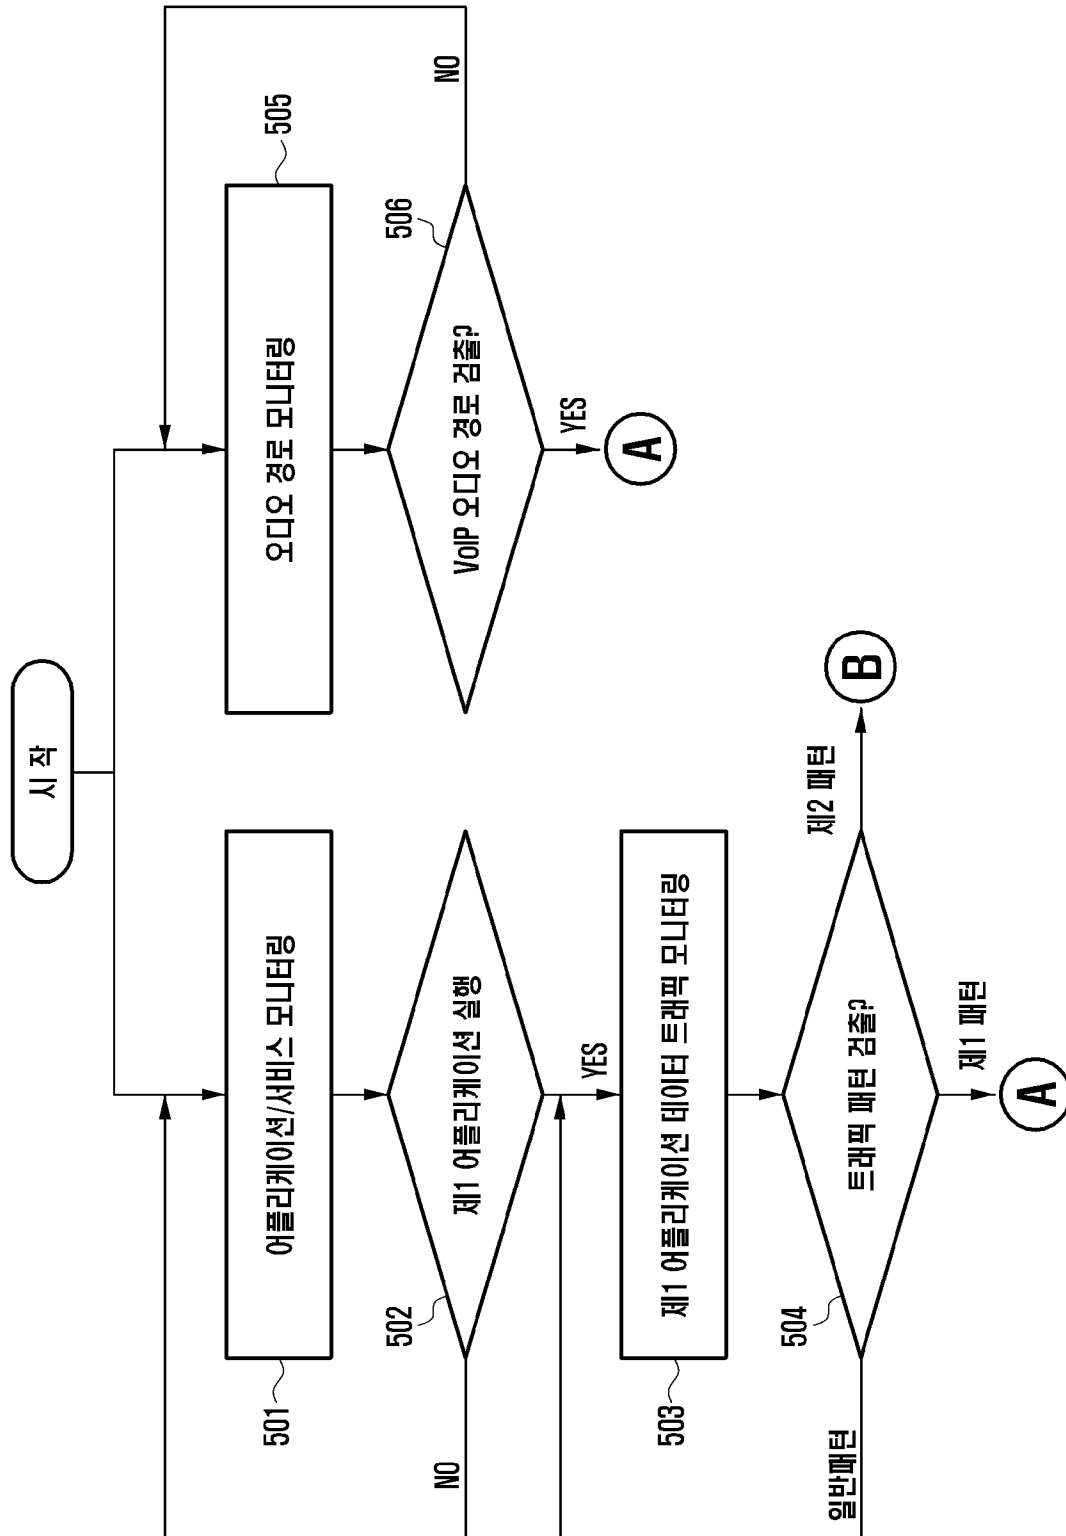 시 작
어플리케이션/서비스 모니터링
501
제1 어플리케이션 실행
502
NO
YES
제1 어플리케이션 데이터 트래픽 모니터링
503
트래픽 패턴 검출?
504
일반패턴
제1 패턴
A
제2 패턴
B
오디오 경로 모니터링
505
VoIP 오디오 경로 검출?
506
NO
YES
A